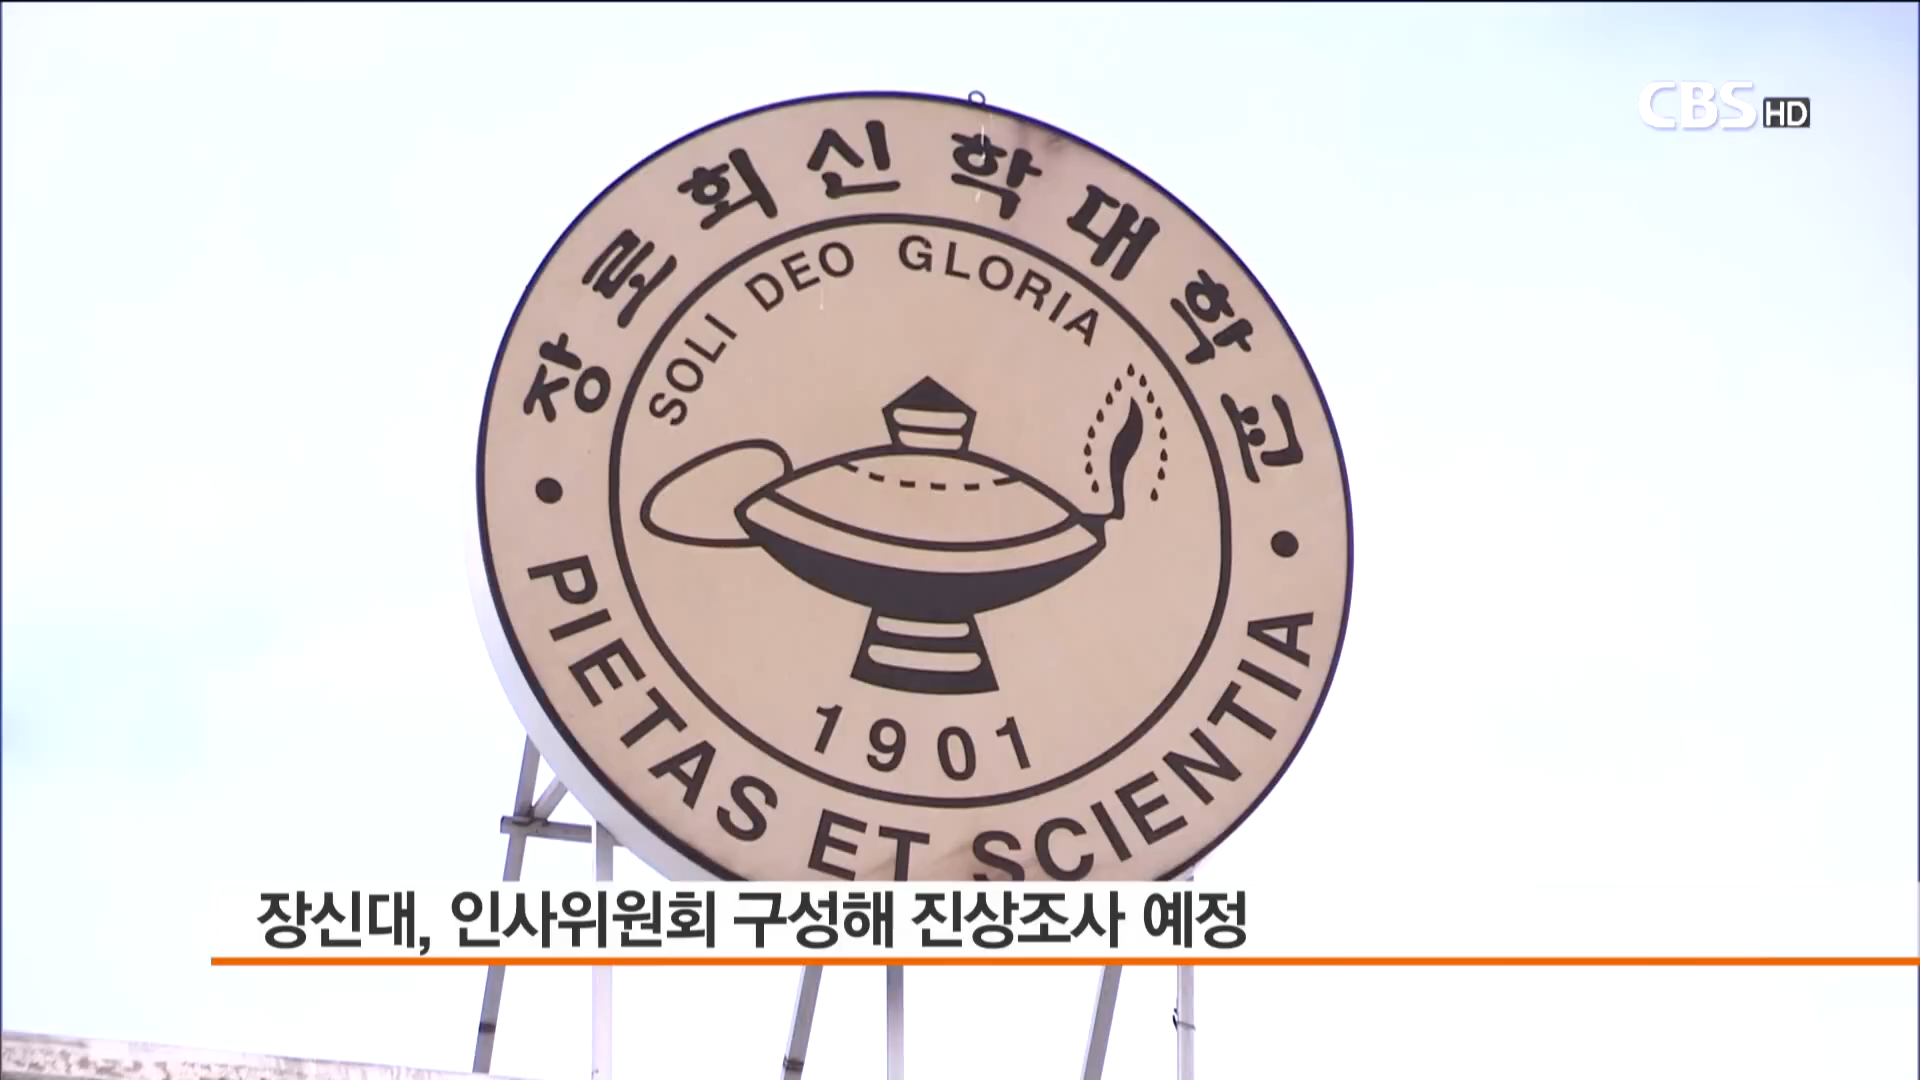 CBS HD
장로회신학대학교
SOLI DEO GLORIA
1901
PIETAS ET SCIENTIA
장신대, 인사위원회 구성해 진상조사 예정